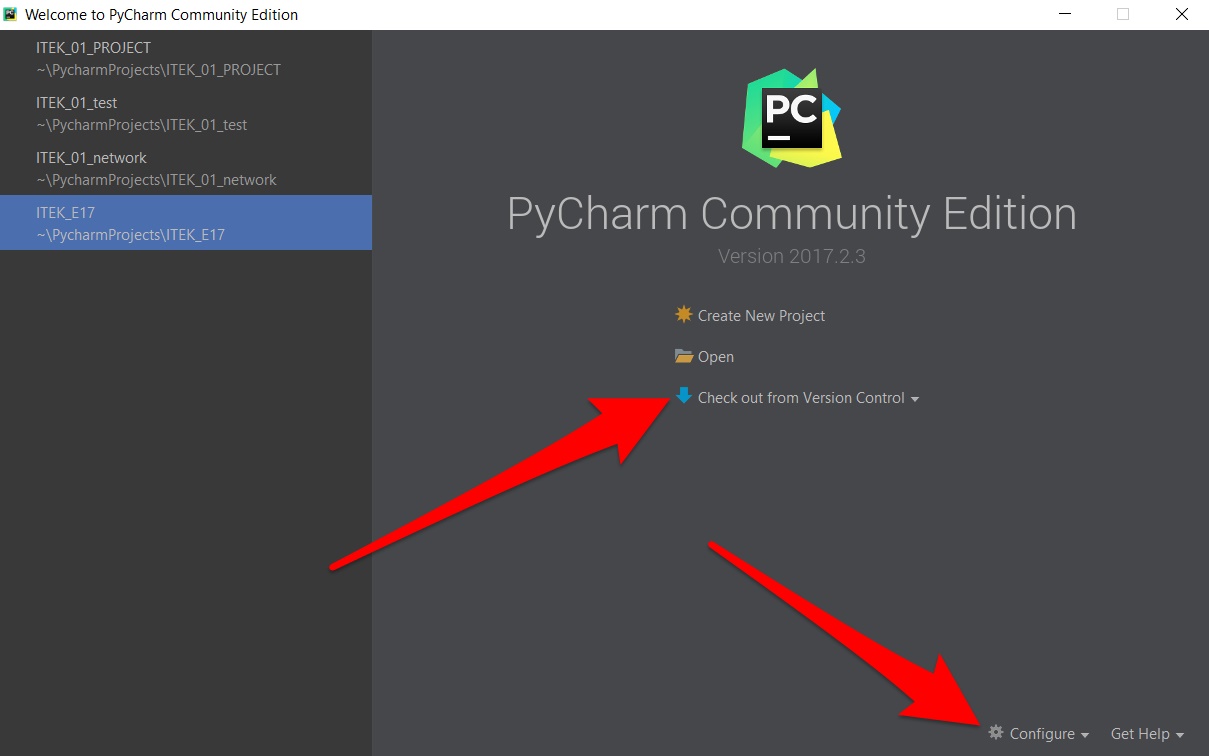 Welcome to PyCharm Community Edition
ITEK_01_PROJECT
~\PycharmProjects\ITEK_01_PROJECT
ITEK_01_test
~\PycharmProjects\ITEK_01_test
ITEK_01_network
~\PycharmProjects\ITEK_01_network
ITEK_E17
~\PycharmProjects\ITEK_E17
PC
PyCharm Community Edition
Version 2017.2.3
Create New Project
Open
Check out from Version Control
Configure
Get Help